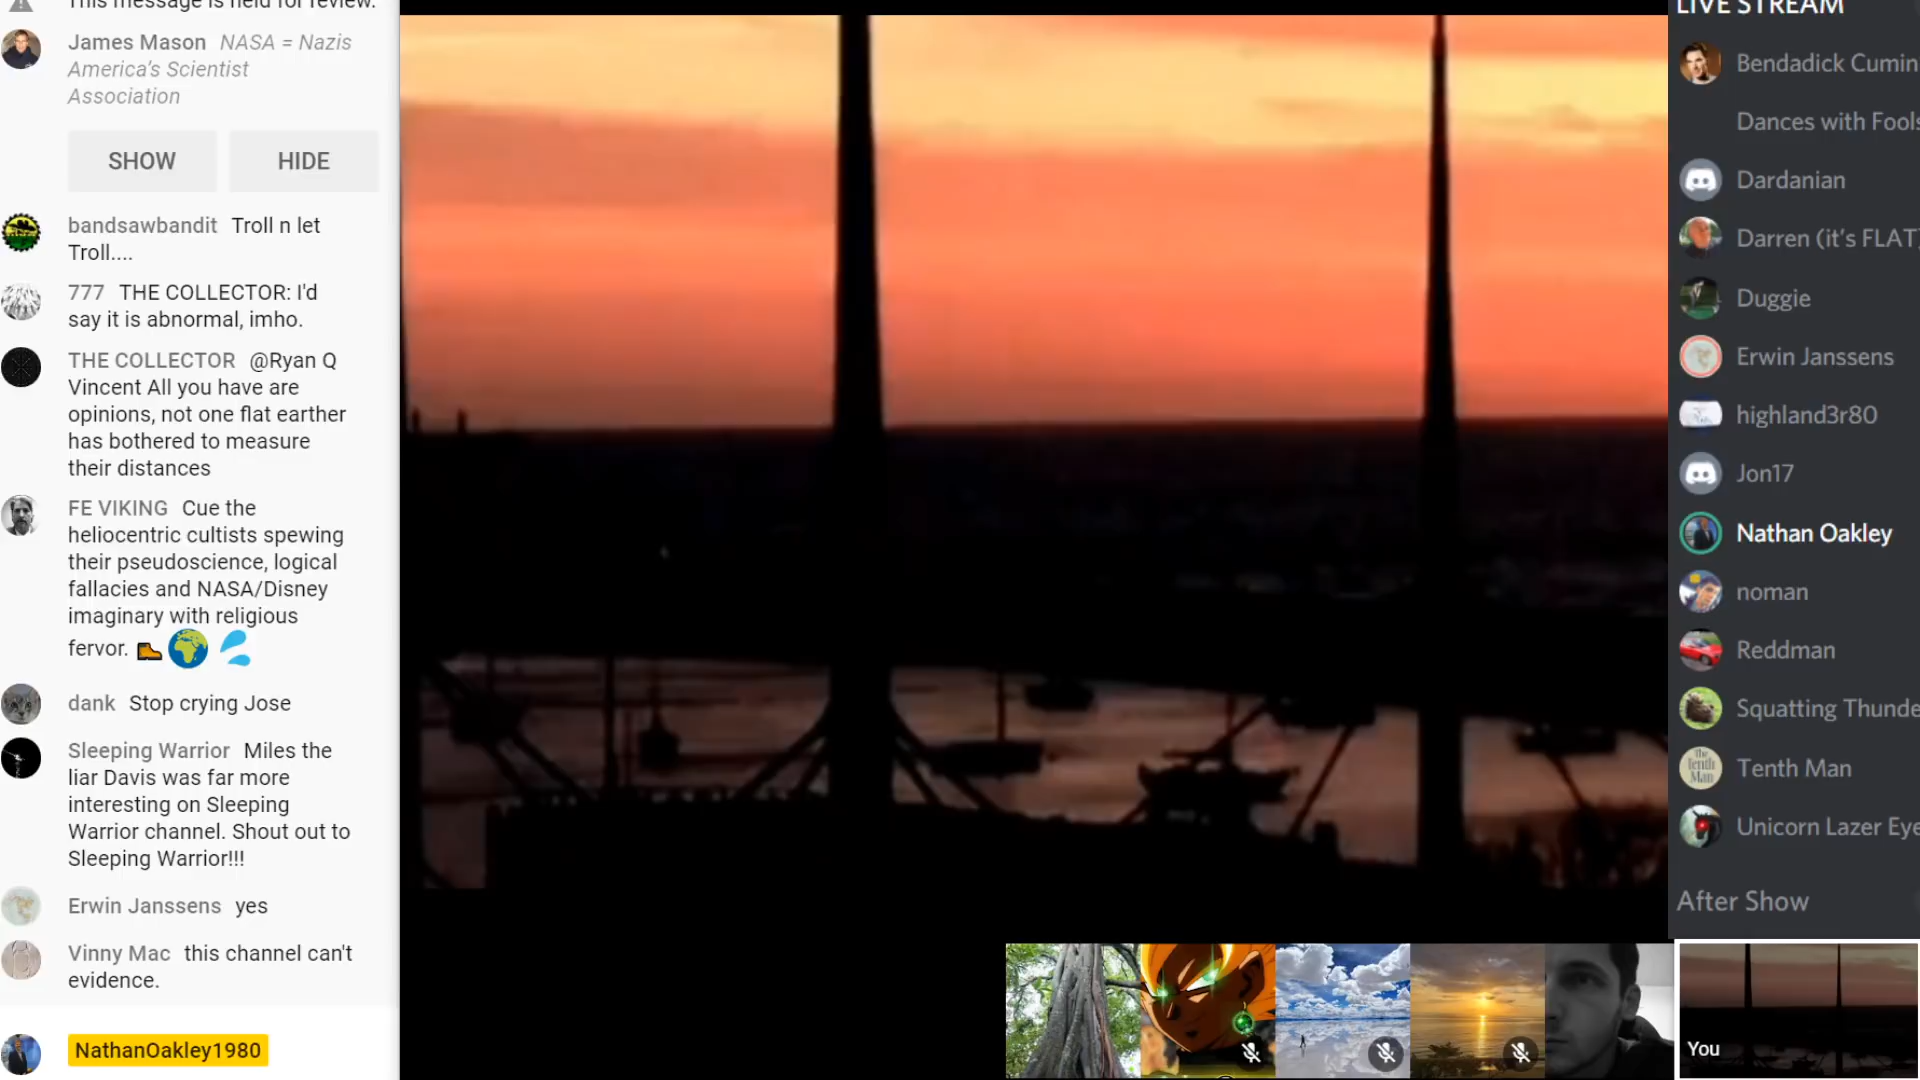 This message is held for review.
James Mason NASA = Nazis
America's Scientist
Association
SHOW HIDE
bandsawbandit Troll n let
Troll....
777 THE COLLECTOR: I'd
say it is abnormal, imho.
THE COLLECTOR @Ryan Q
Vincent All you have are
opinions, not one flat earther
has bothered to measure
their distances
FE VIKING Cue the
heliocentric cultists spewing
their pseudoscience, logical
fallacies and NASA/Disney
imaginary with religious
fervor.
dank Stop crying Jose
Sleeping Warrior Miles the
liar Davis was far more
interesting on Sleeping
Warrior channel. Shout out to
Sleeping Warrior!!!
Erwin Janssens yes
Vinny Mac this channel can't
evidence.
NathanOakley1980
LIVE STREAM
Bendadick Cumin
Dances with Fools
Dardanian
Darren (it's FLAT)
Duggie
Erwin Janssens
highland3r80
Jon17
Nathan Oakley
noman
Reddman
Squatting Thunde
The Tenth Man
Tenth Man
Unicorn Lazer Eye
After Show
You